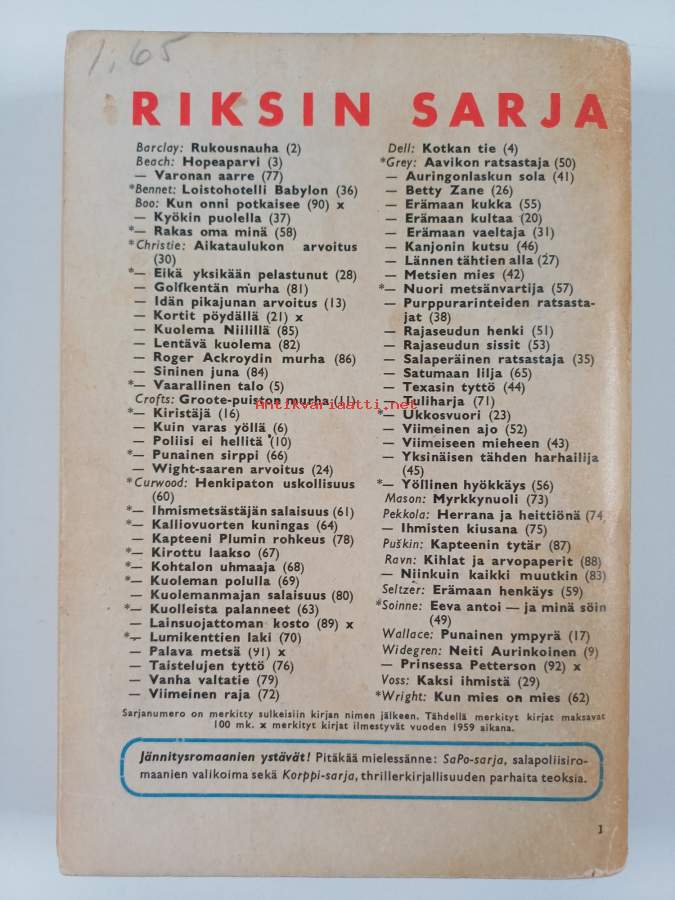 1:65
RIKSIN SARJA
Barclay: Rukousnauha (2)
Beach: Hopeaparvi (3)
— Varonan aarre (77)
*Bennet: Loistohotelli Babylon (36)
Boo: Kun onni potkaisee (90) x
— Kyökin puolella (37)
*— Rakas oma minä (58)
*Christie: Aikataulukon arvoitus
(30)
*— Eikä yksikään pelastunut (28)
— Golfkentän murha (81)
— Idän pikajunan arvoitus (13)
— Kortit pöydällä (21) x
— Kuolema Niilillä (85)
— Lentävä kuolema (82)
— Roger Ackroydin murha (86)
— Sininen juna (84)
*— Vaarallinen talo (5)
Crofts: Groote-puiston murha (11)
*— Kiristäjä (16)
— Kuin varas yöllä (6)
— Poliisi ei hellitä (10)
*— Punainen sirppi (66)
— Wight-saaren arvoitus (24)
*Curwood: Henkipaton uskollisuus
(60)
*— Ihmismetsästäjän salaisuus (61)
*— Kalliovuorten kuningas (64)
— Kapteeni Plumin rohkeus (78)
*— Kirottu laakso (67)
*— Kohtalon uhmaaja (68)
*— Kuoleman polulla (69)
— Kuolemanmajan salaisuus (80)
*— Kuolleista palanneet (63)
— Lainsuojattoman kosto (89) x
*— Lumikenttien laki (70)
— Palava metsä (91) x
— Taistelujen tyttö (76)
— Vanha valtatie (79)
— Viimeinen raja (72)
Dell: Kotkan tie (4)
*Grey: Aavikon ratsastaja (50)
— Auringonlaskun sola (41)
— Betty Zane (26)
— Erämaan kukka (55)
— Erämaan kultaa (20)
— Erämaan vaeltaja (31)
— Kanjonin kutsu (46)
— Lännen tähtien alla (27)
— Metsien mies (42)
*— Nuori metsänvartija (57)
— Purppurarinteiden ratsasta-
jat (38)
— Rajaseudun henki (51)
— Rajaseudun sissit (53)
— Salaperäinen ratsastaja (35)
— Satumaan lilja (65)
— Texasin tyttö (44)
— Tuliharja (71)
*— Ukkosvuori (23)
— Viimeinen ajo (52)
— Viimeiseen mieheen (43)
— Yksinäisen tähden harhailija
(45)
*— Yöllinen hyökkäys (56)
Mason: Myrkkynuoli (73)
Pekkola: Herrana ja heittiönä (74
— Ihmisten kiusana (75)
Puškin: Kapteenin tytär (87)
Ravn: Kihlat ja arvopaperit (88)
— Niinkuin kaikki muutkin (83)
Seltzer: Erämaan henkäys (59)
*Soinne: Eeva antoi — ja minä söin
(49)
Wallace: Punainen ympyrä (17)
Widegren: Neiti Aurinkoinen (9)
— Prinsessa Petterson (92) x
Voss: Kaksi ihmistä (29)
*Wright: Kun mies on mies (62)
Antikvariaatti.net
Sarjanumero on merkitty sulkeisiin kirjan nimen jälkeen. Tähdellä merkityt kirjat maksavat
100 mk. x merkityt kirjat ilmestyvät vuoden 1959 aikana.
Jännitysromaanien ystävät! Pitäkää mielessänne: SaPo-sarja, salapoliisiro-
maanien valikoima sekä Korppi-sarja, thrillerkirjallisuuden parhaita teoksia.
1